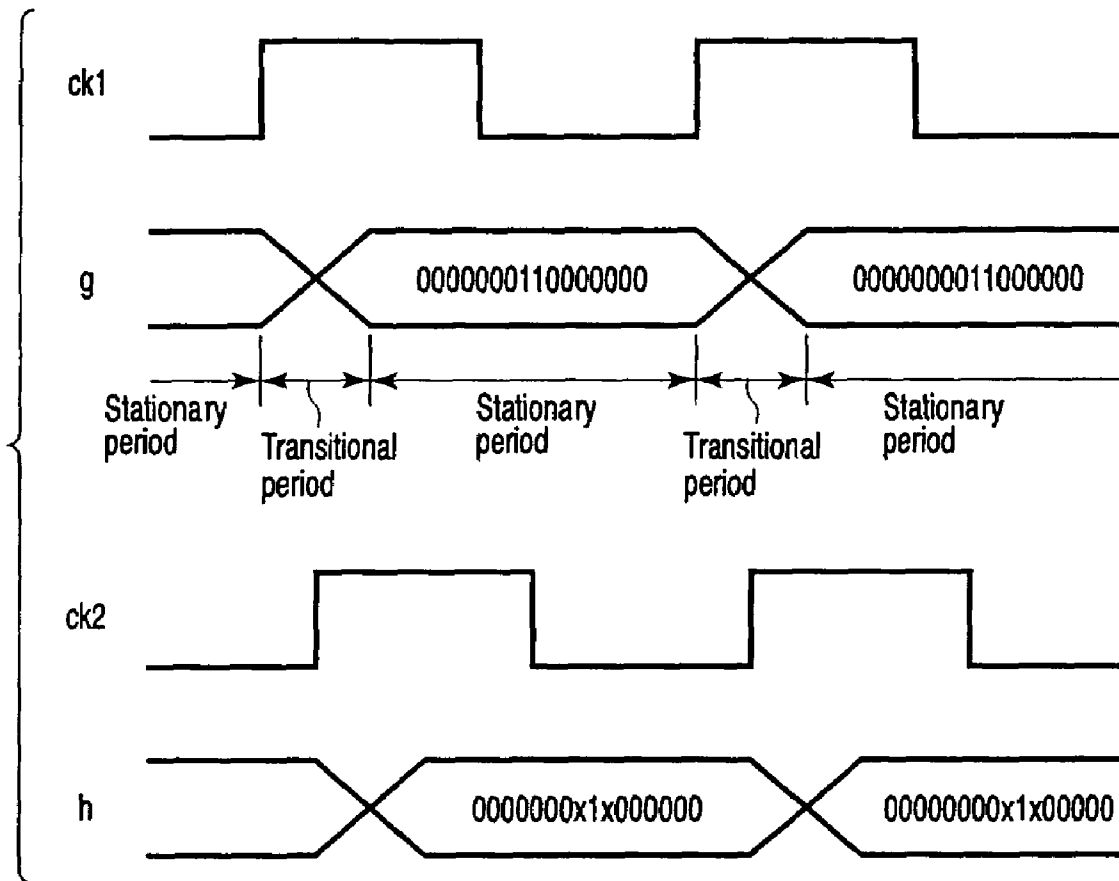 ck1
g
0000000110000000
0000000011000000
Stationary
period
Transitional
period
Stationary
period
Transitional
period
Stationary
period
ck2
h
0000000x1x000000
00000000x1x00000